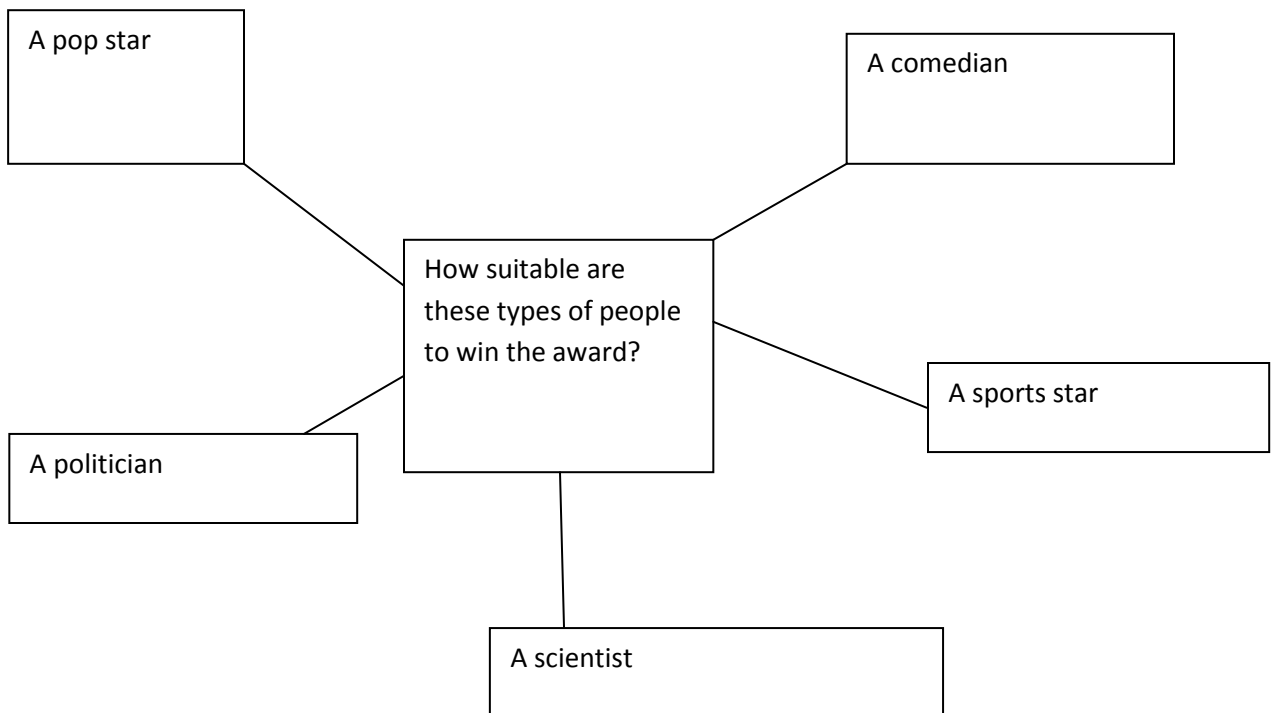 A pop star
A comedian
How suitable are
these types of people
to win the award?
A sports star
A politician
A scientist